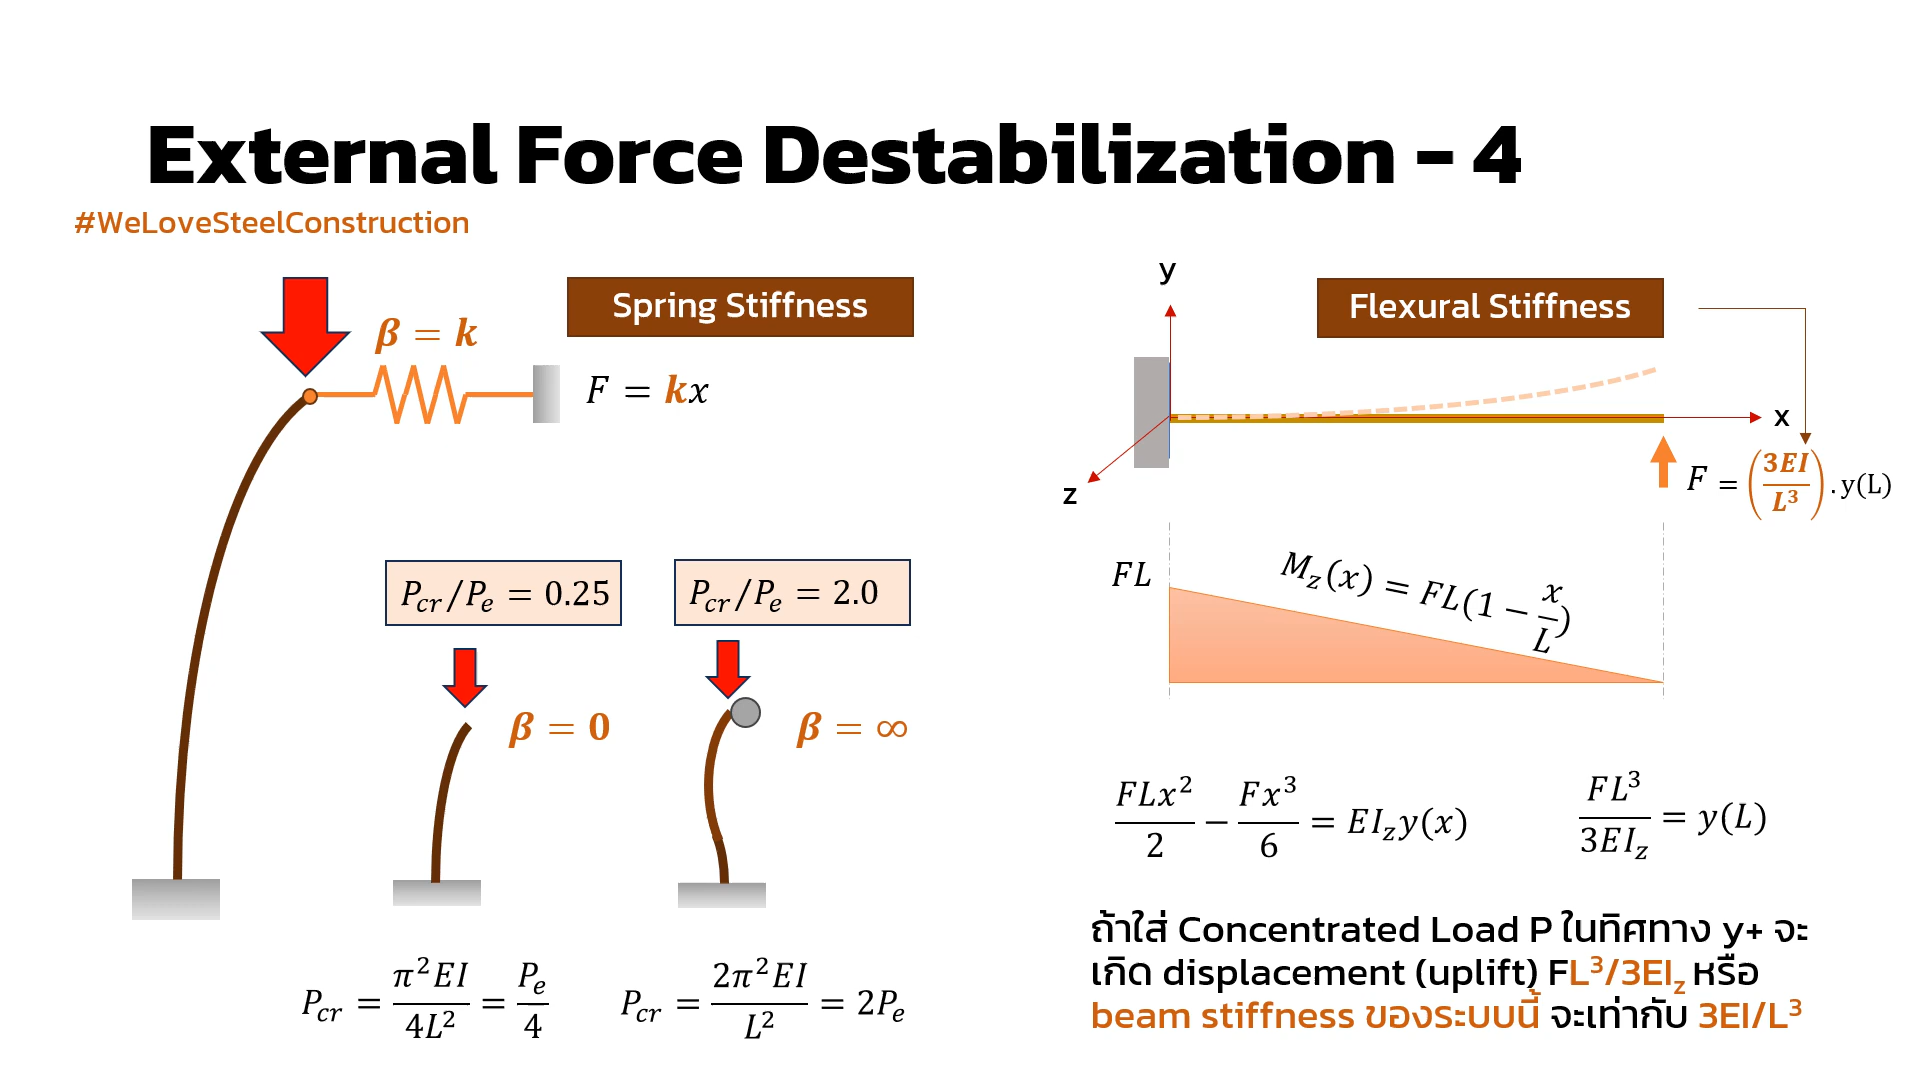 External Force Destabilization - 4
#WeLoveSteelConstruction
β = k
Spring Stiffness
F = kx
P_cr/P_e = 0.25
P_cr/P_e = 2.0
β = 0
β = ∞
P_cr = π²EI/4L² = P_e/4
P_cr = 2π²EI/L² = 2P_e
y
Flexural Stiffness
x
z
F = (3EI/L³) . y(L)
FL
M_z(x) = FL(1 − x/L)
FLx²/2 − Fx³/6 = EI_z y(x)
FL³/3EI_z = y(L)
ถ้าใส่ Concentrated Load P ในทิศทาง y+ จะ
เกิด displacement (uplift) FL³/3EI_z หรือ
beam stiffness ของระบบนี้ จะเท่ากับ 3EI/L³